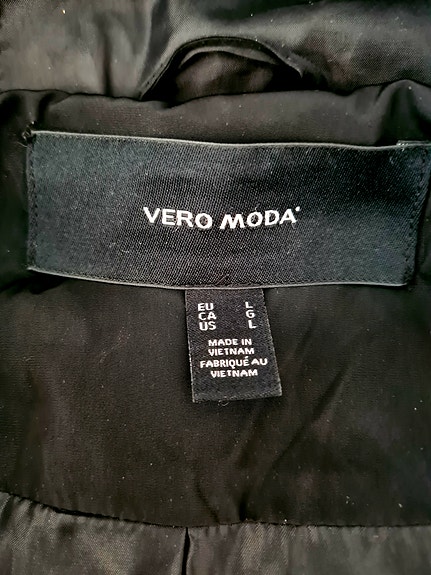 VERO MODA
EU L
CA G
US L
MADE IN
VIETNAM
FABRIQUÉ AU
VIETNAM